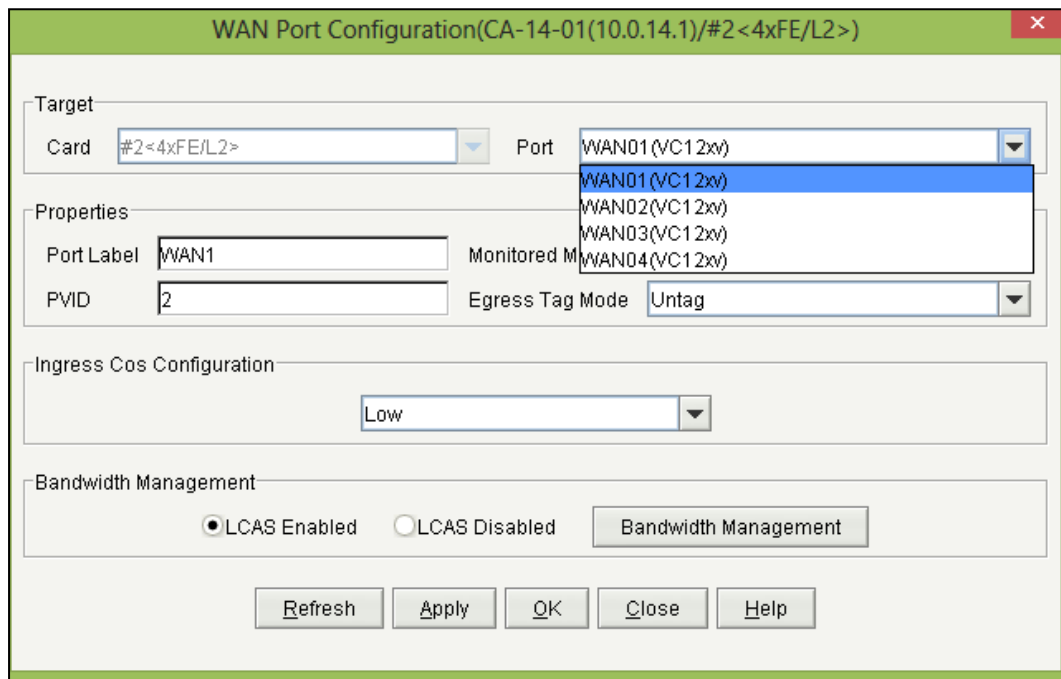 WAN Port Configuration(CA-14-01(10.0.14.1)/#2<4xFE/L2>)
Target
Card #2<4xFE/L2> Port WAN01(VC12xv)
WAN01(VC12xv)
WAN02(VC12xv)
WAN03(VC12xv)
WAN04(VC12xv)
Properties
Port Label WAN1 Monitored M
PVID 2 Egress Tag Mode Untag
Ingress Cos Configuration
Low
Bandwidth Management
LCAS Enabled LCAS Disabled Bandwidth Management
Refresh Apply OK Close Help